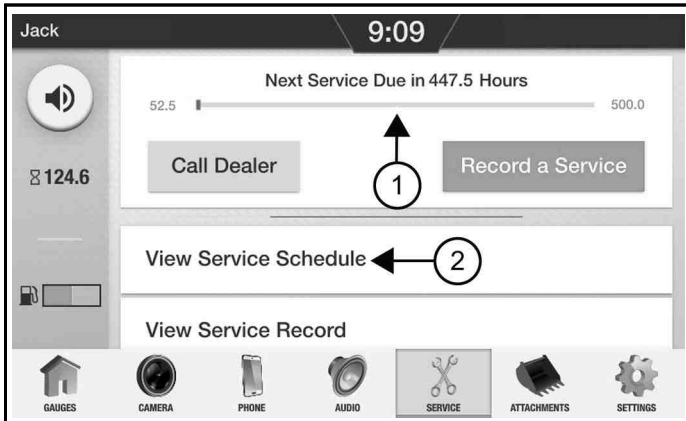 Jack
9:09
Next Service Due in 447.5 Hours
52.5
500.0
Call Dealer
Record a Service
1
124.6
View Service Schedule
2
View Service Record
GAUGES
CAMERA
PHONE
AUDIO
SERVICE
ATTACHMENTS
SETTINGS